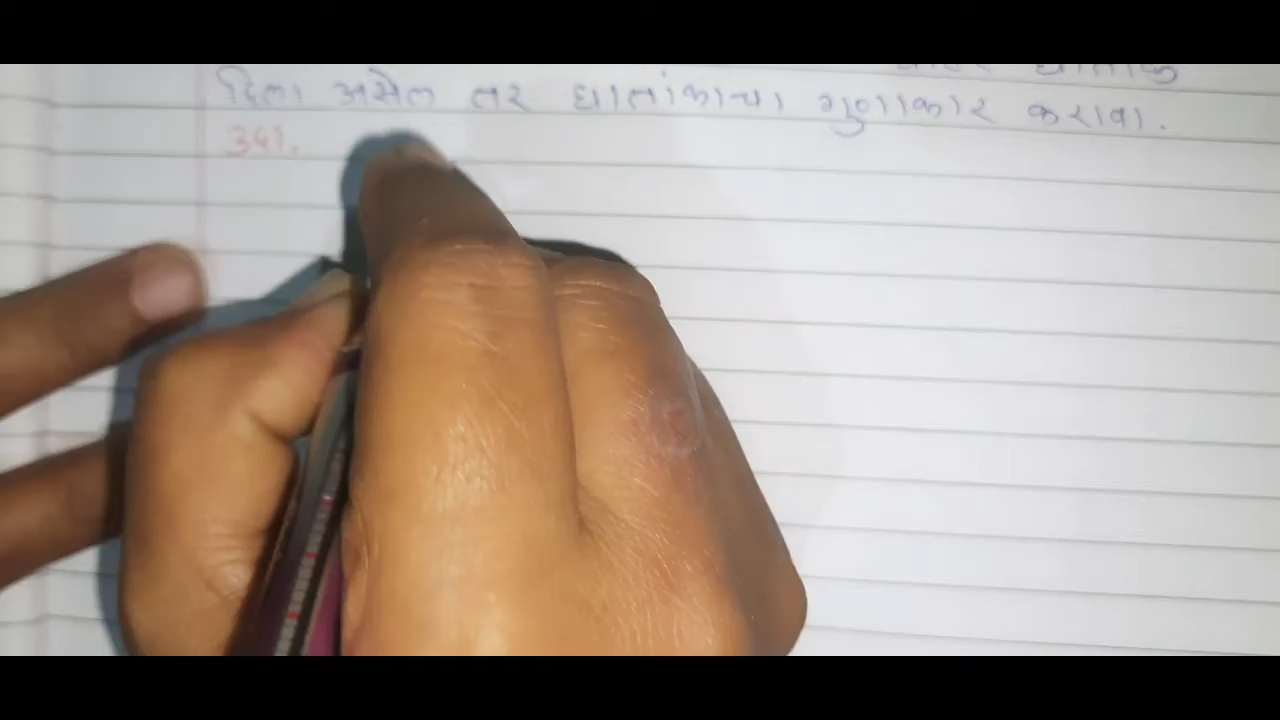 दिला असेल तर घातांकाचा गुणाकार करावा.
उदा.